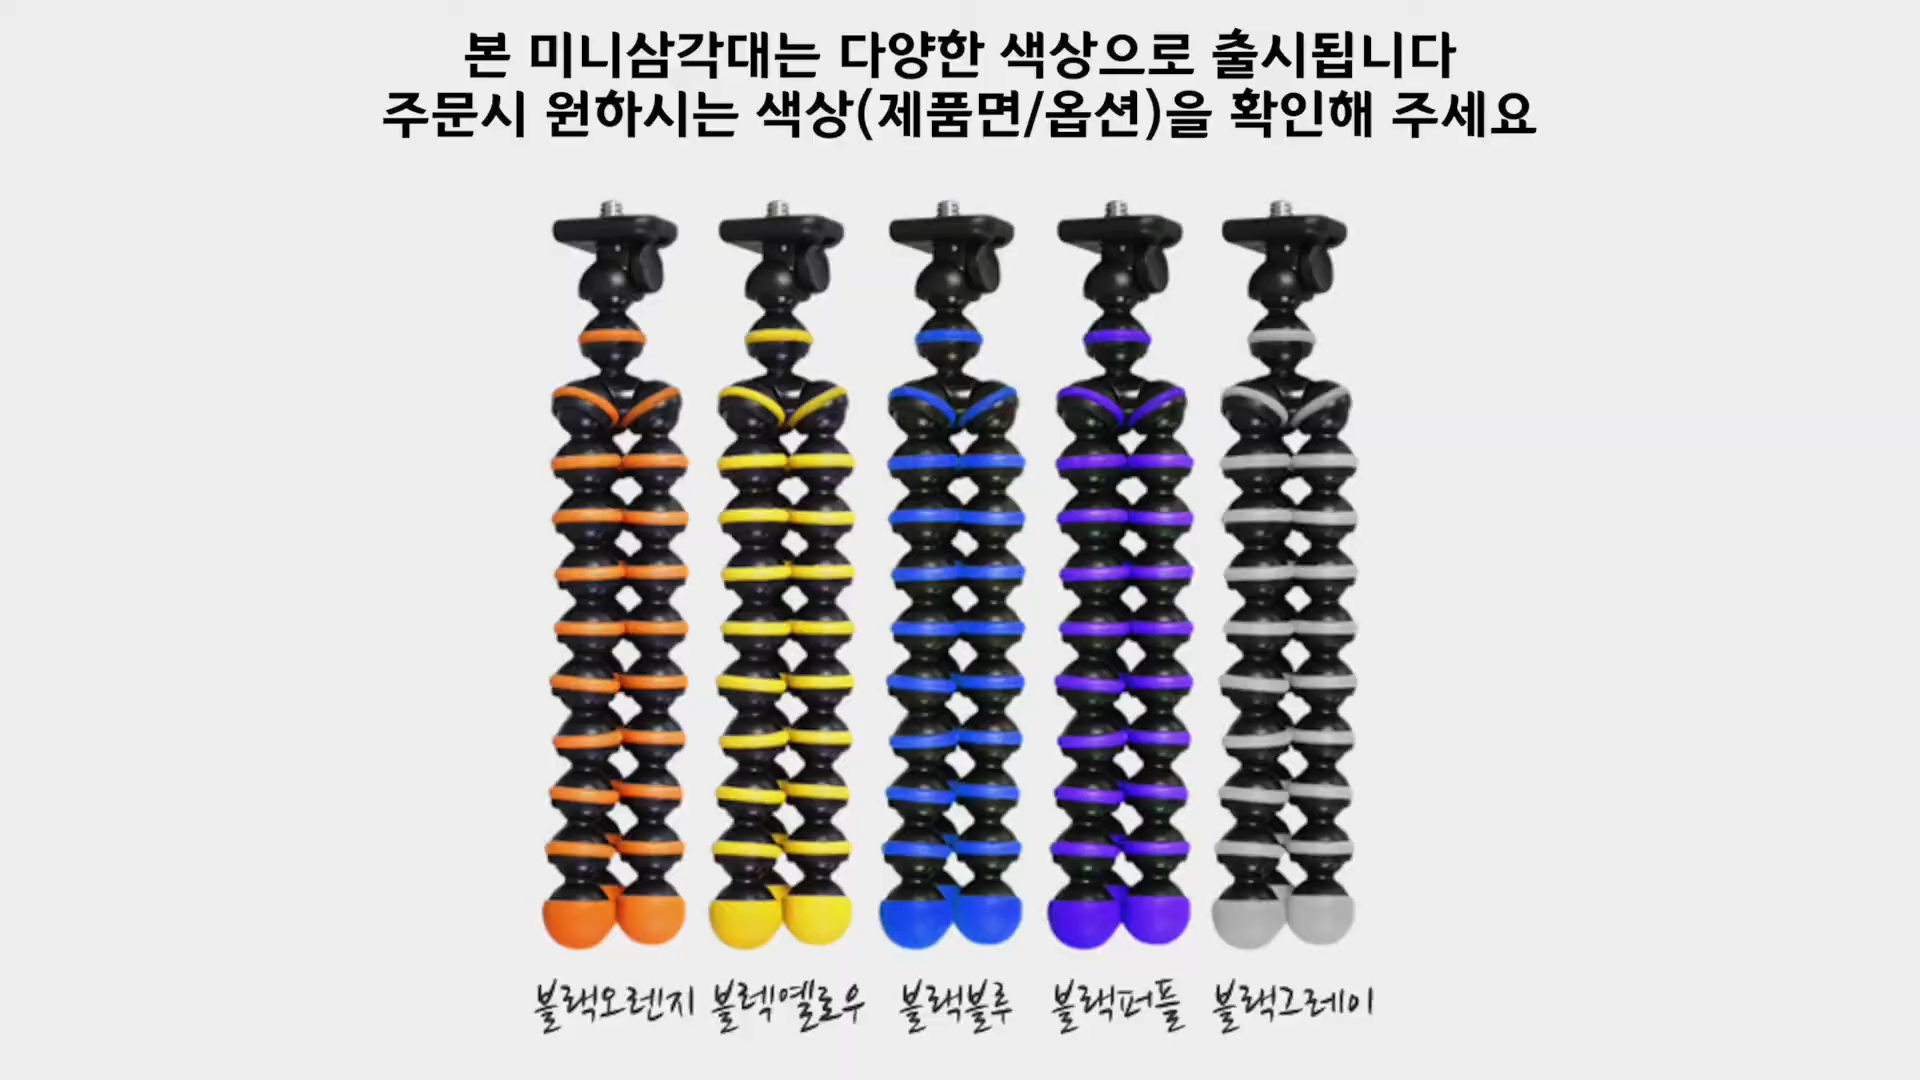 본 미니삼각대는 다양한 색상으로 출시됩니다
주문시 원하시는 색상(제품면/옵션)을 확인해 주세요
블랙오렌지 블렉옐로우 블랙블루 블랙퍼플 블랙그레이